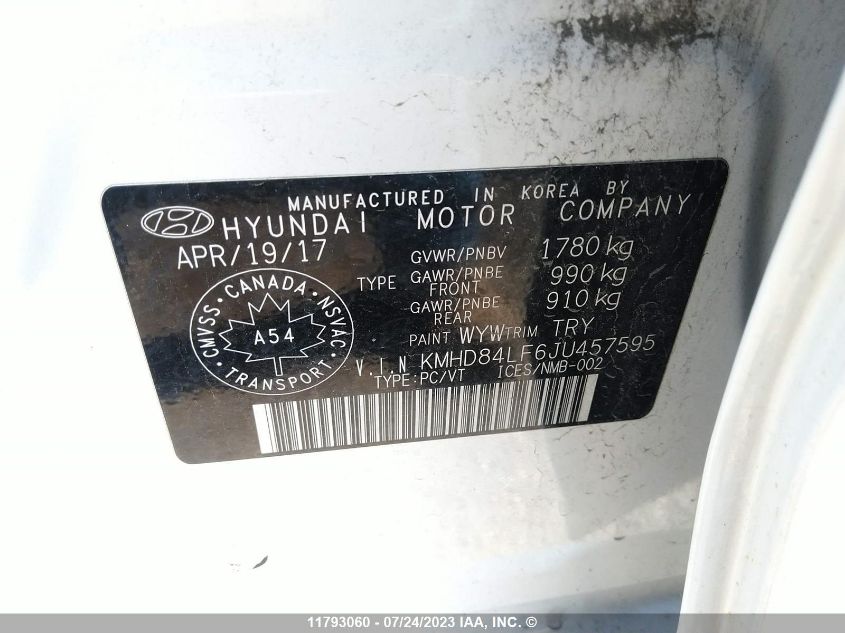 MANUFACTURED IN KOREA BY
HYUNDAI MOTOR COMPANY
APR/19/17
GVWR/PNBV 1780 kg
TYPE GAWR/PNBE FRONT 990 kg
GAWR/PNBE REAR 910 kg
PAINT WYW TRIM TRY
V.I.N KMHD84LF6JU457595
TYPE:PC/VT ICES/NMB-002
CMVSS · CANADA · NSVAC
A54
TRANSPORT
11793060 - 07/24/2023 IAA, Inc. ©